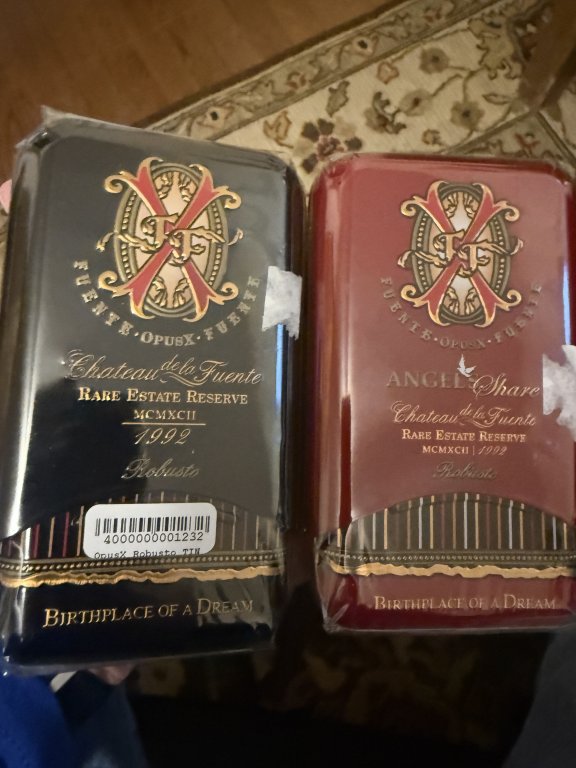 FUENTE · OPUSX · FUENTE
Chateau de la Fuente
RARE ESTATE RESERVE
MCMXCII
1992
Robusto
4000000001232
OpusX Robusto TIN
BIRTHPLACE OF A DREAM
FUENTE · OPUSX · FUENTE
ANGELS Share
Chateau de la Fuente
RARE ESTATE RESERVE
MCMXCII | 1992
Robusto
BIRTHPLACE OF A DREAM